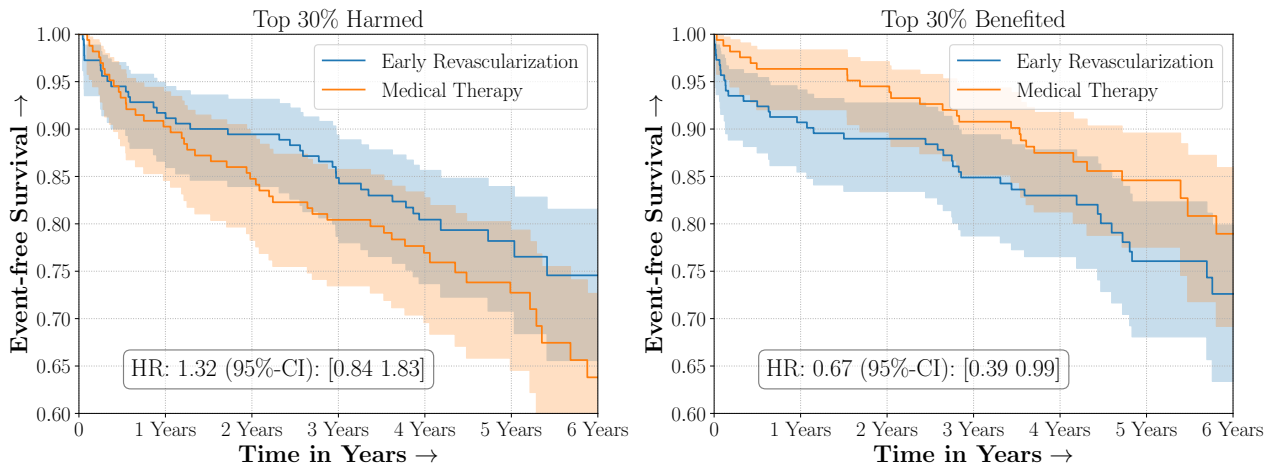 Top 30% Harmed
Event-free Survival →
1.00
0.95
0.90
0.85
0.80
0.75
0.70
0.65
0.60
Early Revascularization
Medical Therapy
HR: 1.32 (95%-CI): [0.84 1.83]
0
1 Years
2 Years
3 Years
4 Years
5 Years
6 Years
Time in Years →
Top 30% Benefited
Event-free Survival →
1.00
0.95
0.90
0.85
0.80
0.75
0.70
0.65
0.60
Early Revascularization
Medical Therapy
HR: 0.67 (95%-CI): [0.39 0.99]
0
1 Years
2 Years
3 Years
4 Years
5 Years
6 Years
Time in Years →